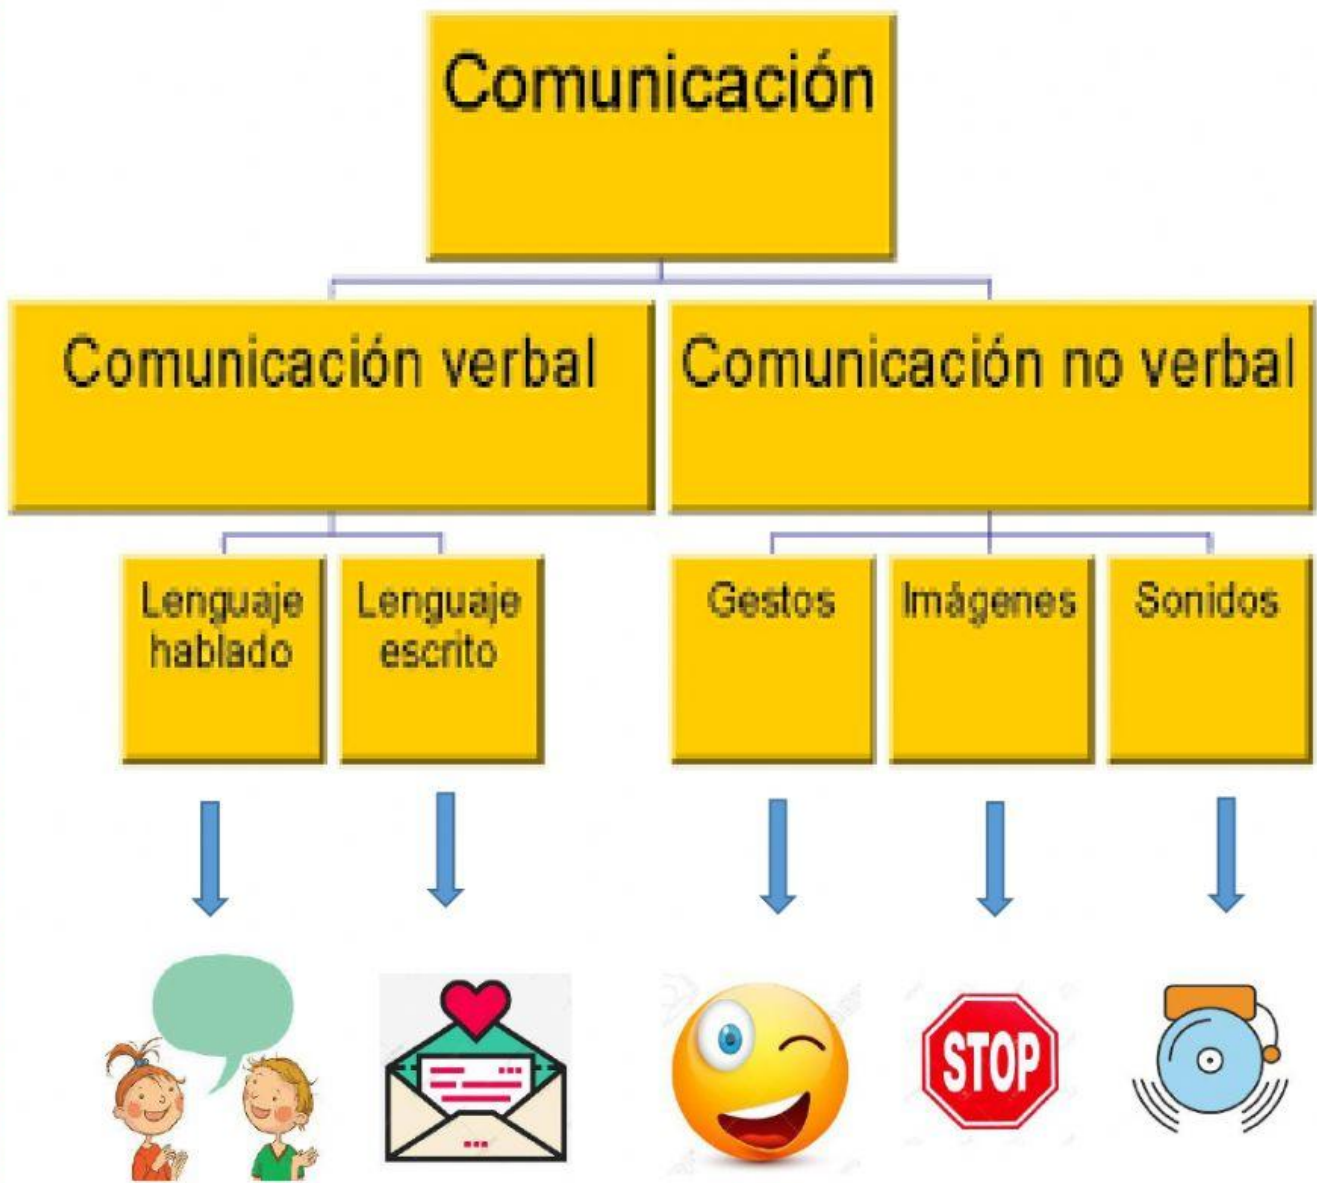 Comunicación
Comunicación verbal
Comunicación no verbal
Lenguaje
hablado
Lenguaje
escrito
Gestos
Imágenes
Sonidos
STOP